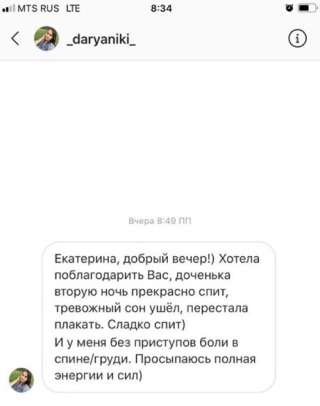 MTS RUS LTE 8:34
_daryaniki_
Вчера 8:49 ПП
Екатерина, добрый вечер!) Хотела
поблагодарить Вас, доченька
вторую ночь прекрасно спит,
тревожный сон ушёл, перестала
плакать. Сладко спит)
И у меня без приступов боли в
спине/груди. Просыпаюсь полная
энергии и сил)